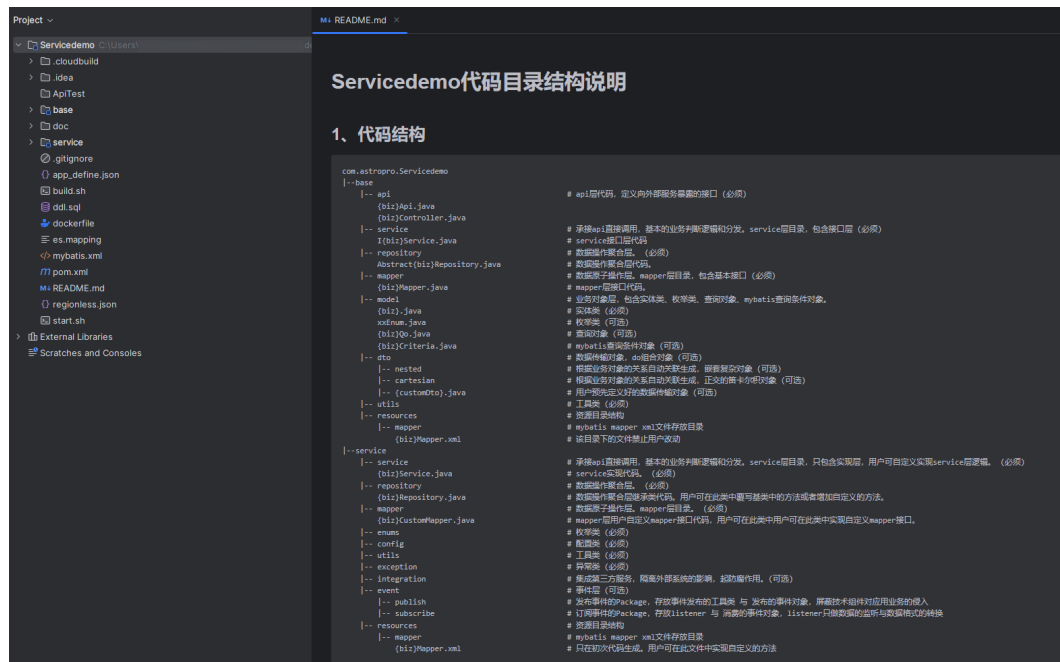 Project
Servicedemo C:\Users\
.cloudbuild
.idea
ApiTest
base
doc
service
.gitignore
app_define.json
build.sh
ddl.sql
dockerfile
es.mapping
mybatis.xml
pom.xml
README.md
regionless.json
start.sh
External Libraries
Scratches and Consoles
README.md
Servicedemo代码目录结构说明
1、代码结构
com.astropro.Servicedemo
|--base
|-- api # api层代码，定义向外部服务暴露的接口（必须）
{biz}Api.java
{biz}Controller.java
|-- service # 承接api直接调用，基本的业务判断逻辑和分发。service层目录，包含接口层（必须）
I{biz}Service.java # service接口层代码
|-- repository # 数据操作聚合层。（必须）
Abstract{biz}Repository.java # 数据操作聚合层代码。
|-- mapper # 数据原子操作层。mapper层目录，包含基本接口（必须）
{biz}Mapper.java # mapper层接口代码。
|-- model # 业务对象层，包含实体类、枚举类、查询对象、mybatis查询条件对象。
{biz}.java # 实体类（必须）
xxEnum.java # 枚举类（可选）
{biz}Qo.java # 查询对象（可选）
{biz}Criteria.java # mybatis查询条件对象（可选）
|-- dto # 数据传输对象，do组合对象（可选）
|-- nested # 根据业务对象的关系自动关联生成，嵌套复杂对象（可选）
|-- cartesian # 根据业务对象的关系自动关联生成，正交的笛卡尔积对象（可选）
|-- {customDto}.java # 用户预先定义好的数据传输对象（可选）
|-- utils # 工具类（必须）
|-- resources # 资源目录结构
|-- mapper # mybatis mapper xml文件存放目录
{biz}Mapper.xml # 该目录下的文件禁止用户改动
|--service
|-- service # 承接api直接调用，基本的业务判断逻辑和分发。service层目录，只包含实现层，用户可自定义实现service层逻辑。（必须）
{biz}Service.java # service实现代码。（必须）
|-- repository # 数据操作聚合层。（必须）
{biz}Repository.java # 数据操作聚合层继承类代码。用户可在此类中覆写基类中的方法或者增加自定义的方法。
|-- mapper # 数据原子操作层。mapper层目录。（必须）
{biz}CustomMapper.java # mapper层用户自定义mapper接口代码，用户可在此类中用户可在此类中实现自定义mapper接口。
|-- enums # 枚举类（必须）
|-- config # 配置类（必须）
|-- utils # 工具类（必须）
|-- exception # 异常类（必须）
|-- integration # 集成第三方服务，隔离外部系统的影响，起防腐作用。（可选）
|-- event # 事件层（可选）
|-- publish # 发布事件的Package，存放事件发布的工具类 与 发布的事件对象，屏蔽技术组件对应用业务的侵入
|-- subscribe # 订阅事件的Package，存放listener 与 消费的事件对象，listener只做数据的监听与数据格式的转换
|-- resources # 资源目录结构
|-- mapper # mybatis mapper xml文件存放目录
{biz}Mapper.xml # 只在初次代码生成。用户可在此文件中实现自定义的方法